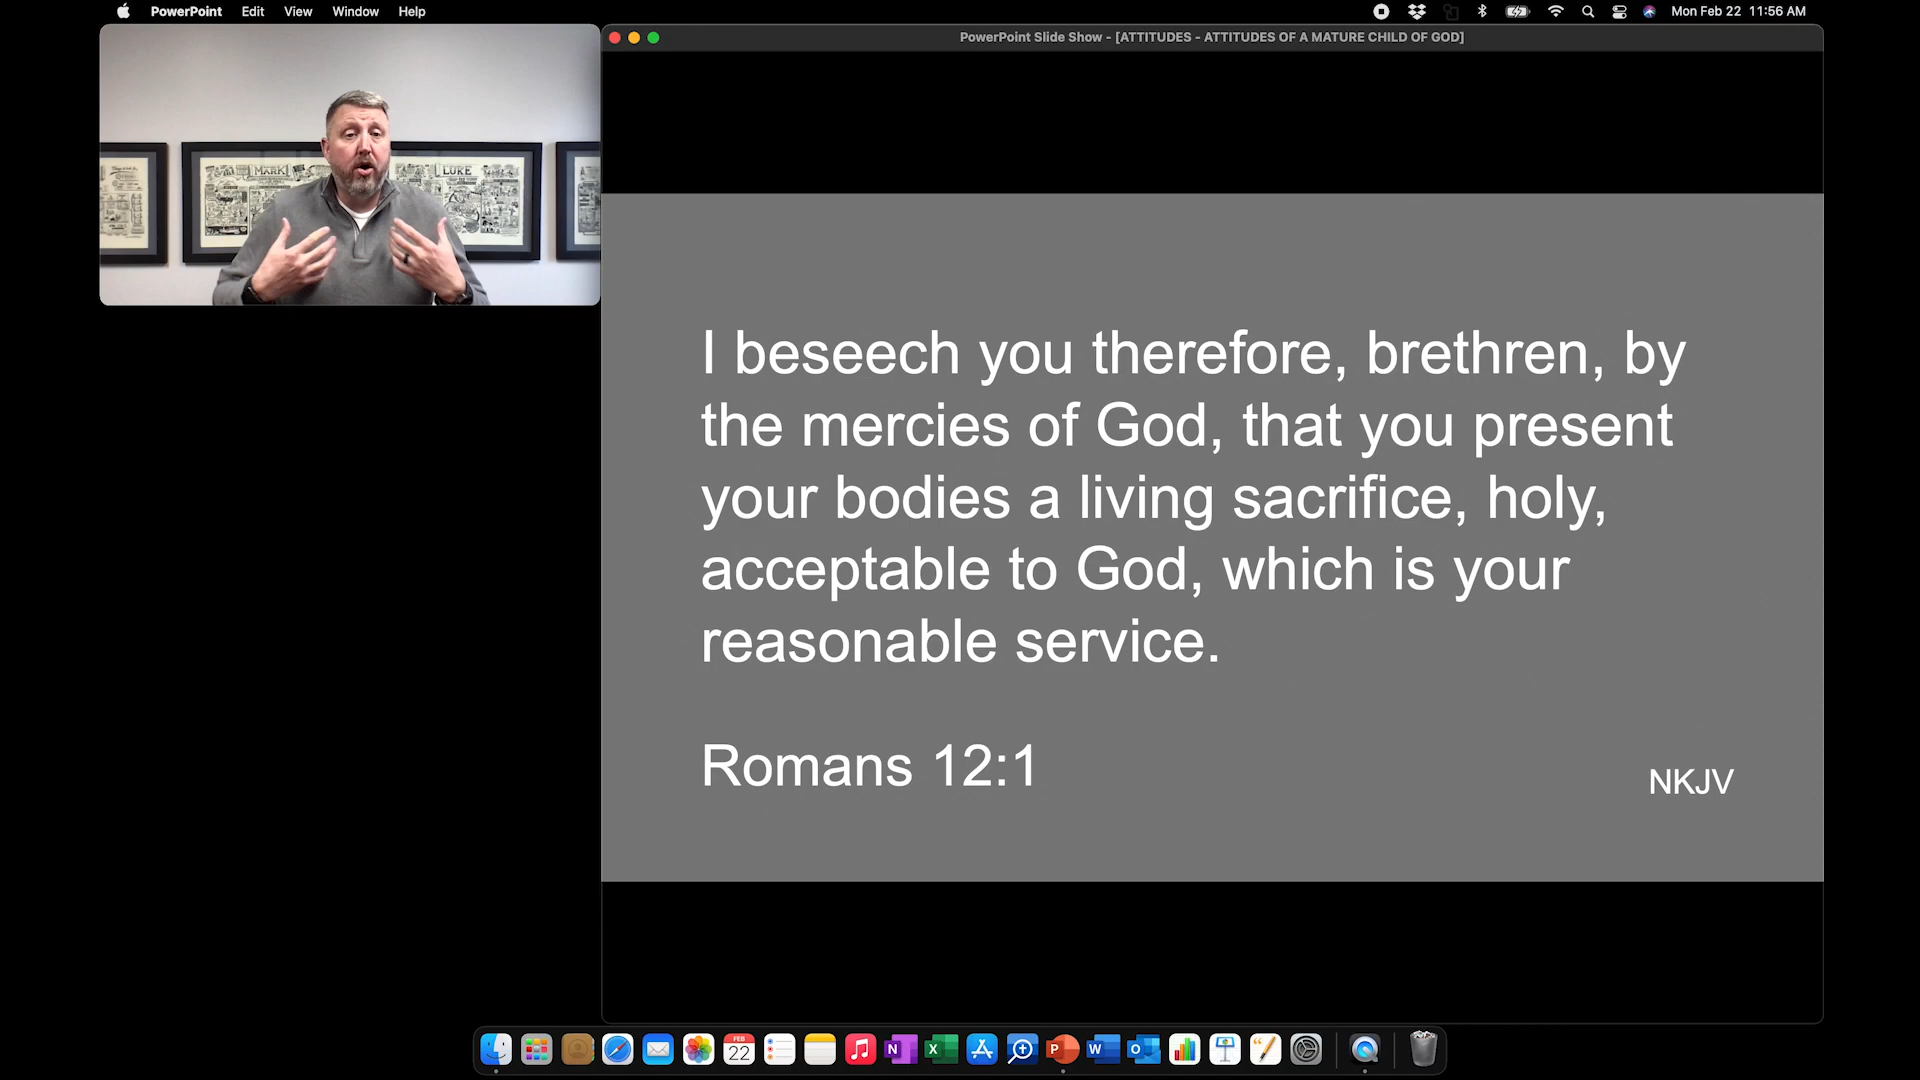 PowerPoint Edit View Window Help
Mon Feb 22 11:56 AM
PowerPoint Slide Show - [ATTITUDES - ATTITUDES OF A MATURE CHILD OF GOD]
MARK
LUKE
I beseech you therefore, brethren, by
the mercies of God, that you present
your bodies a living sacrifice, holy,
acceptable to God, which is your
reasonable service.
Romans 12:1
NKJV
FEB
22
N
X
P
W
O